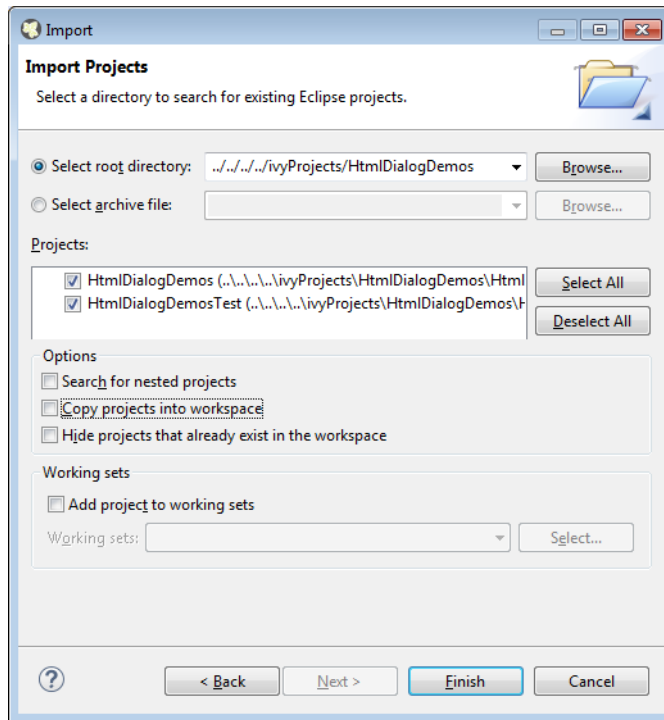 Import
Import Projects
Select a directory to search for existing Eclipse projects.
Select root directory: ../../../../ivyProjects/HtmlDialogDemos Browse...
Select archive file: Browse...
Projects:
HtmlDialogDemos (..\..\..\..\ivyProjects\HtmlDialogDemos\Html Select All
HtmlDialogDemosTest (..\..\..\..\ivyProjects\HtmlDialogDemos\H
Deselect All
Options
Search for nested projects
Copy projects into workspace
Hide projects that already exist in the workspace
Working sets
Add project to working sets
Working sets: Select...
? < Back Next > Finish Cancel